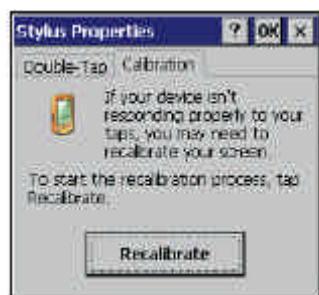 Stylus Properties ? OK ×
Double-Tap Calibration
If your device isn't
responding properly to your
taps, you may need to
recalibrate your screen.
To start the recalibration process, tap
Recalibrate.
Recalibrate